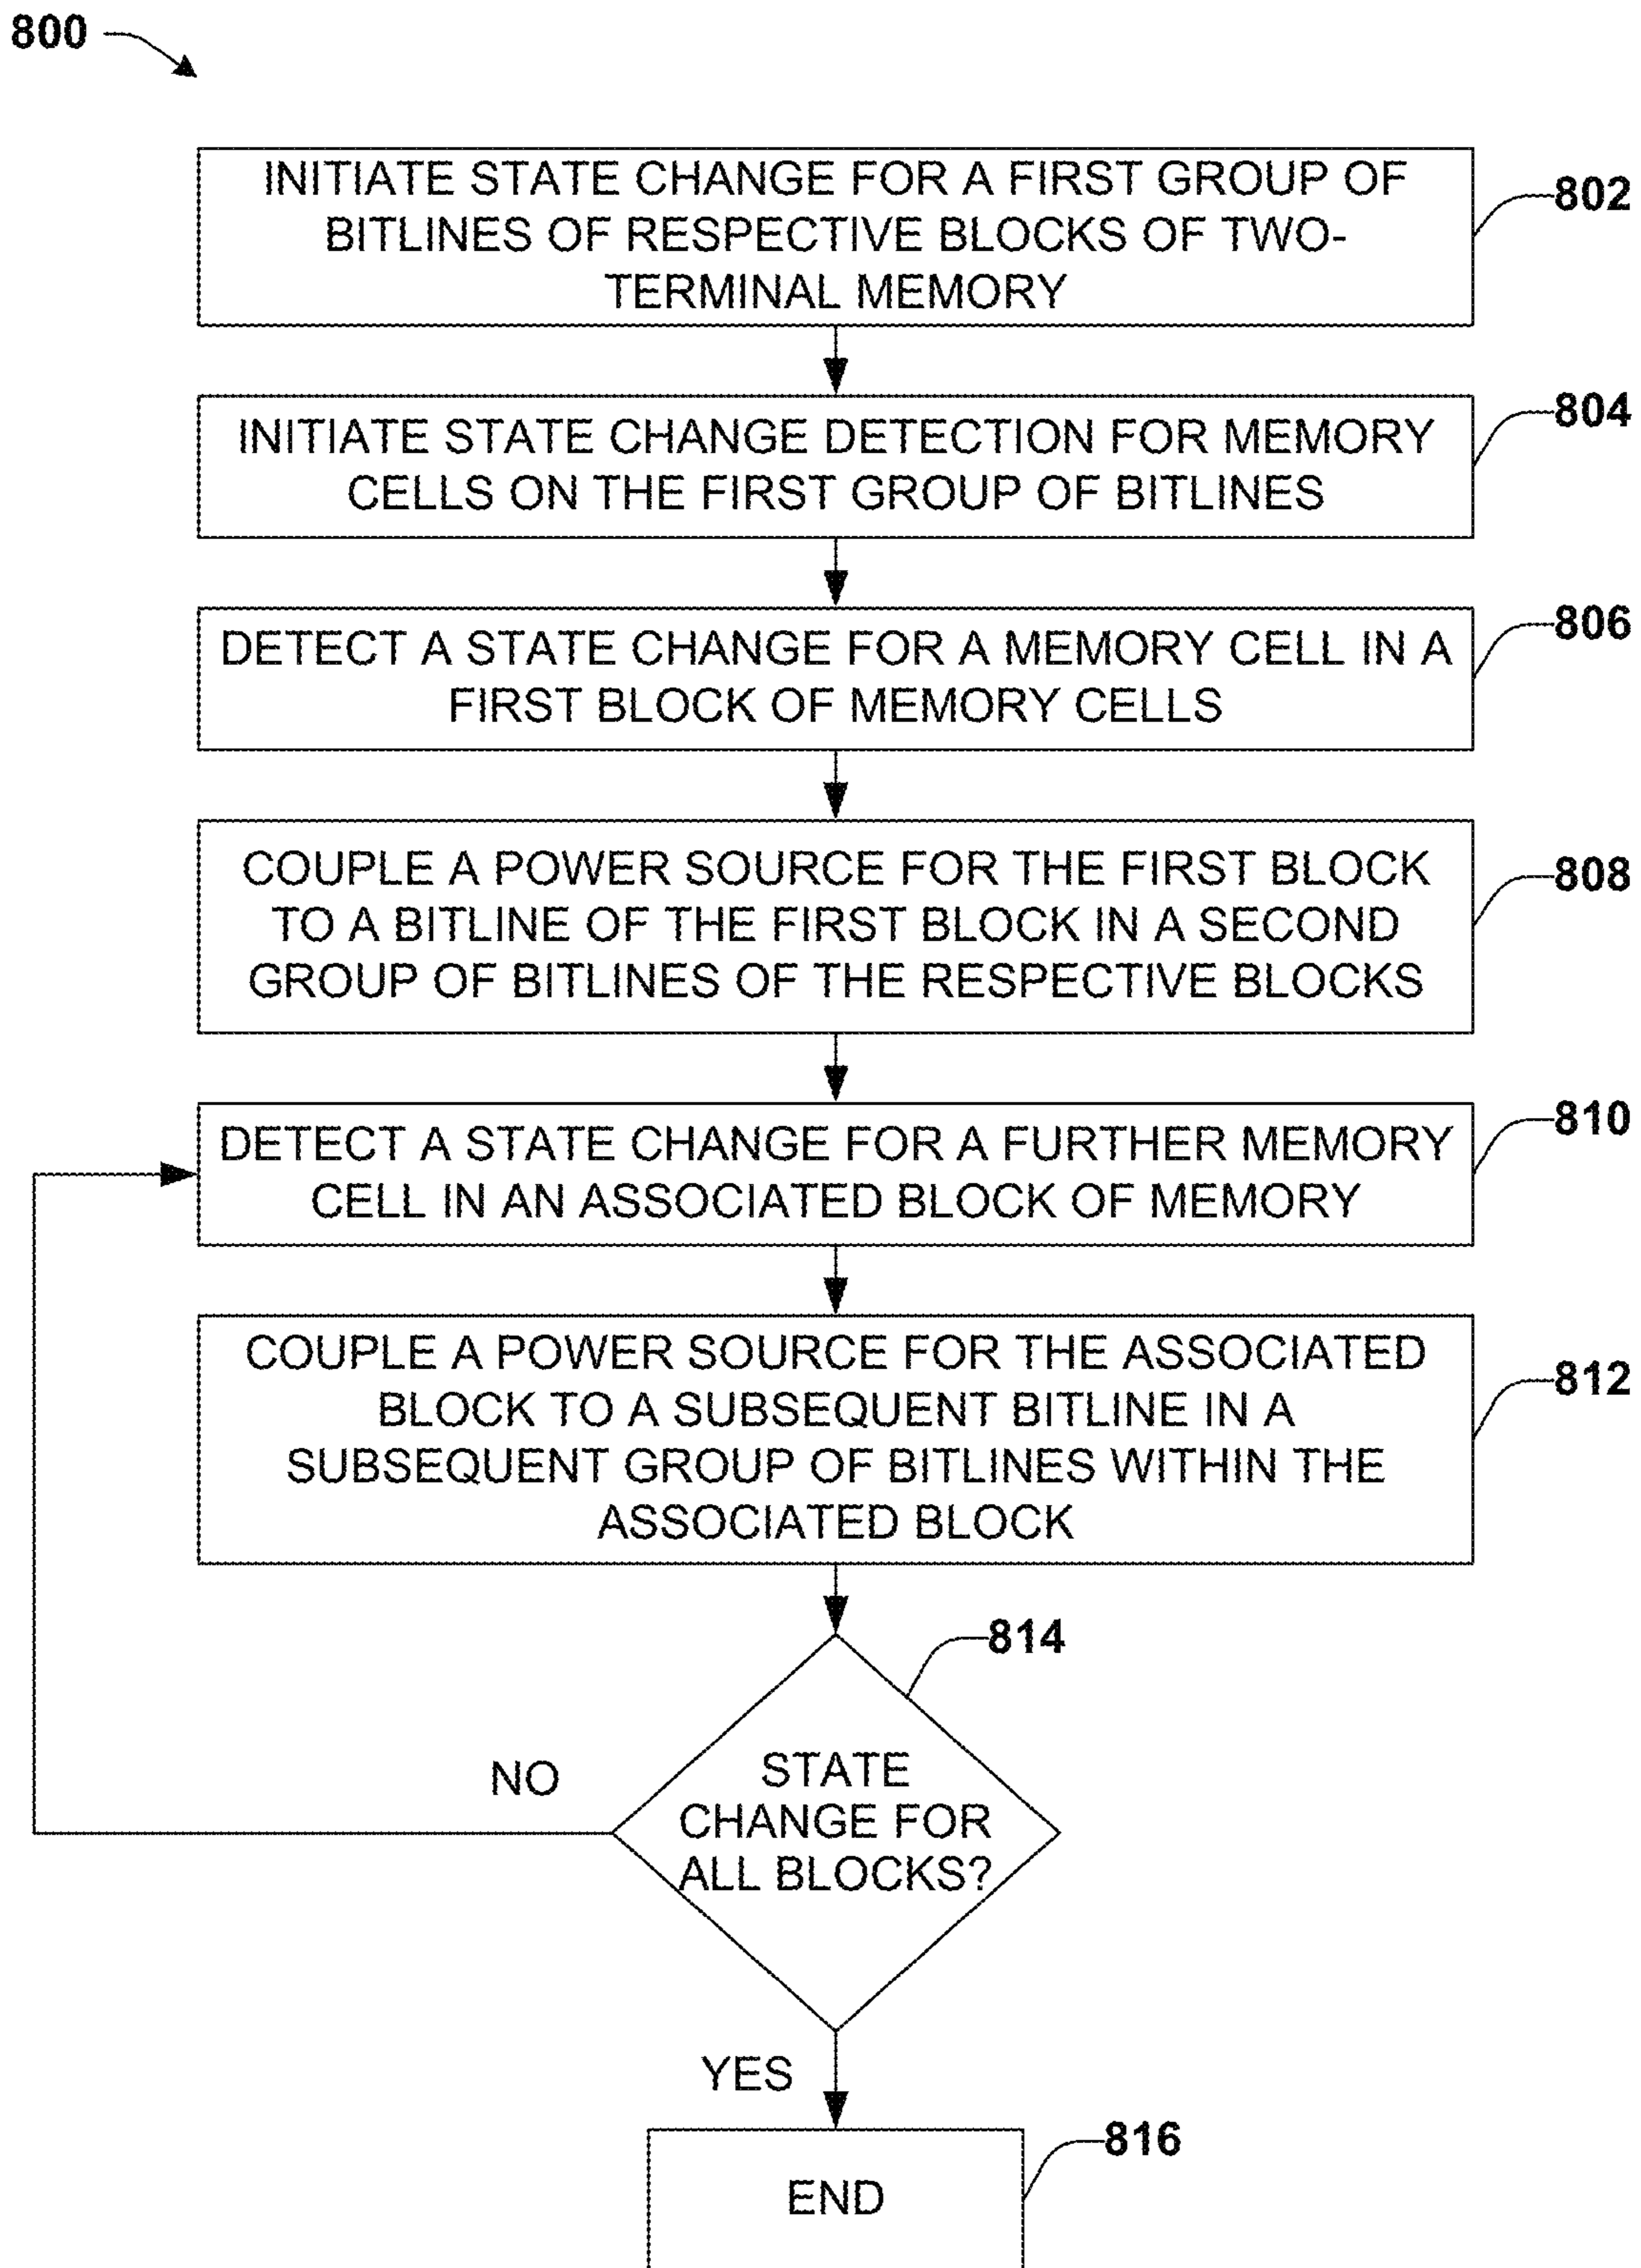 800
INITIATE STATE CHANGE FOR A FIRST GROUP OF
BITLINES OF RESPECTIVE BLOCKS OF TWO-
TERMINAL MEMORY
802
INITIATE STATE CHANGE DETECTION FOR MEMORY
CELLS ON THE FIRST GROUP OF BITLINES
804
DETECT A STATE CHANGE FOR A MEMORY CELL IN A
FIRST BLOCK OF MEMORY CELLS
806
COUPLE A POWER SOURCE FOR THE FIRST BLOCK
TO A BITLINE OF THE FIRST BLOCK IN A SECOND
GROUP OF BITLINES OF THE RESPECTIVE BLOCKS
808
DETECT A STATE CHANGE FOR A FURTHER MEMORY
CELL IN AN ASSOCIATED BLOCK OF MEMORY
810
COUPLE A POWER SOURCE FOR THE ASSOCIATED
BLOCK TO A SUBSEQUENT BITLINE IN A
SUBSEQUENT GROUP OF BITLINES WITHIN THE
ASSOCIATED BLOCK
812
814
STATE
CHANGE FOR
ALL BLOCKS?
NO
YES
END
816